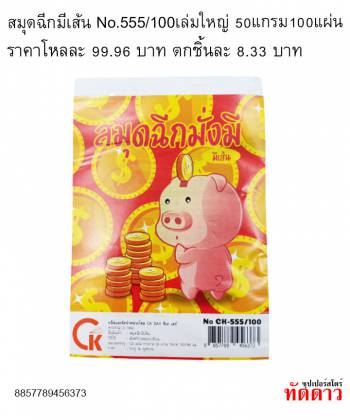 สมุดฉีกมีเส้น No.555/100เล่มใหญ่ 50แกรม100แผ่น
ราคาโหลละ 99.96 บาท ตกชิ้นละ 8.33 บาท
สมุดฉีกมั่งมี
มีเส้น
CK
No CK-555/100
8 857789 456373
8857789456373
ซุปเปอร์สโตร์
ทัดดาว